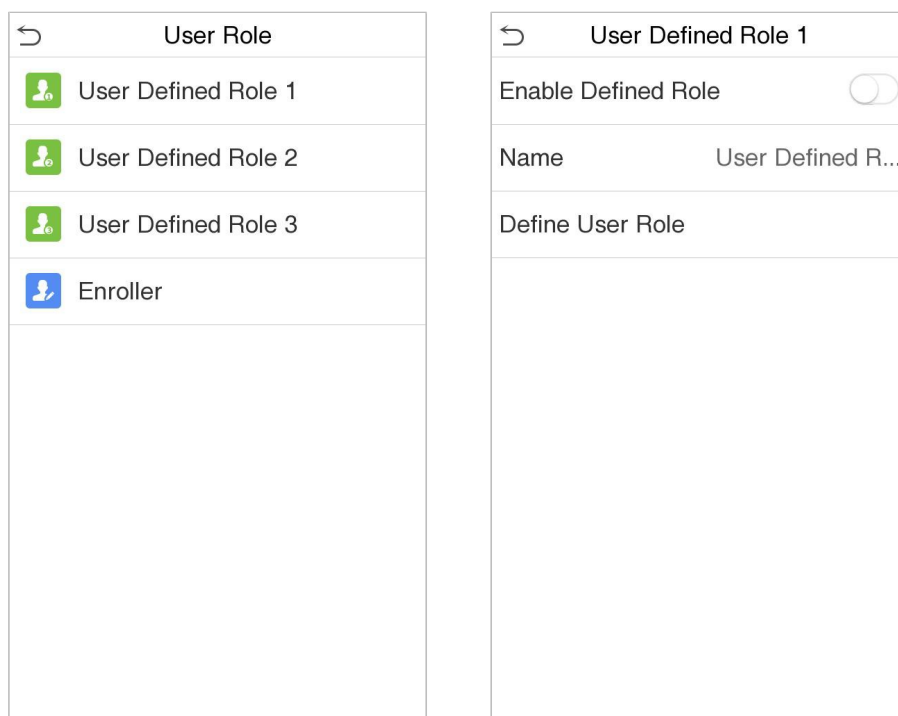 User Role
User Defined Role 1
User Defined Role 2
User Defined Role 3
Enroller
User Defined Role 1
Enable Defined Role
Name User Defined R...
Define User Role